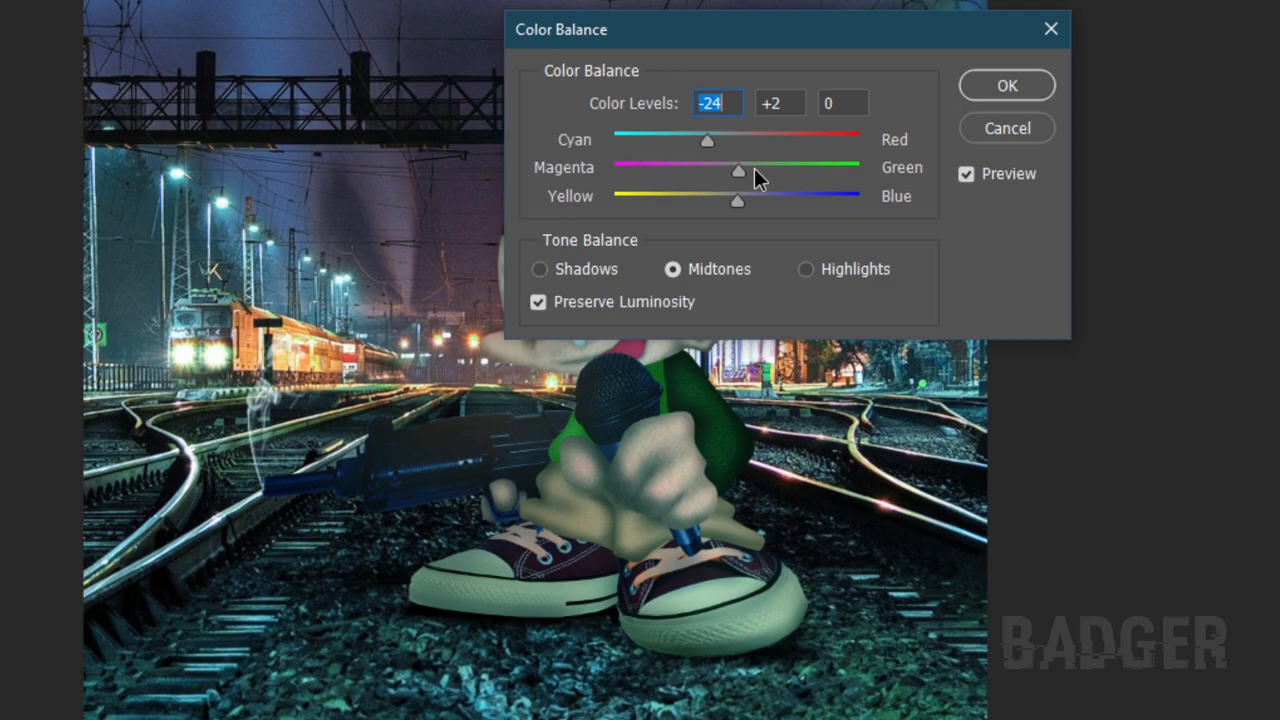 Color Balance
Color Balance
Color Levels: -24 +2 0
Cyan Red
Magenta Green
Yellow Blue
Tone Balance
Shadows Midtones Highlights
Preserve Luminosity
OK
Cancel
Preview
BADGER